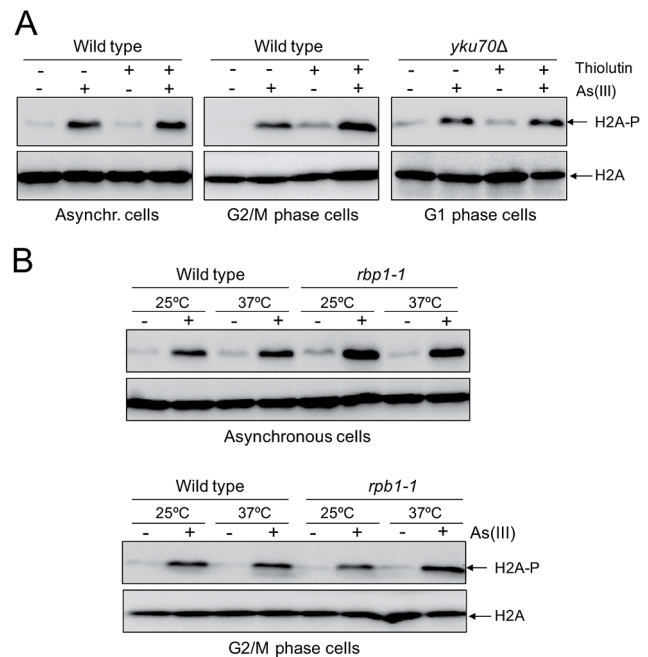 A
Wild type Wild type yku70Δ
- - + + - - + + - - + + Thiolutin
- + - + - + - + - + - + As(III)
H2A-P
H2A
Asynchr. cells G2/M phase cells G1 phase cells
B
Wild type rbp1-1
25ºC 37ºC 25ºC 37ºC
- + - + - + - +
Asynchronous cells
Wild type rpb1-1
25ºC 37ºC 25ºC 37ºC
- + - + - + - + As(III)
H2A-P
H2A
G2/M phase cells